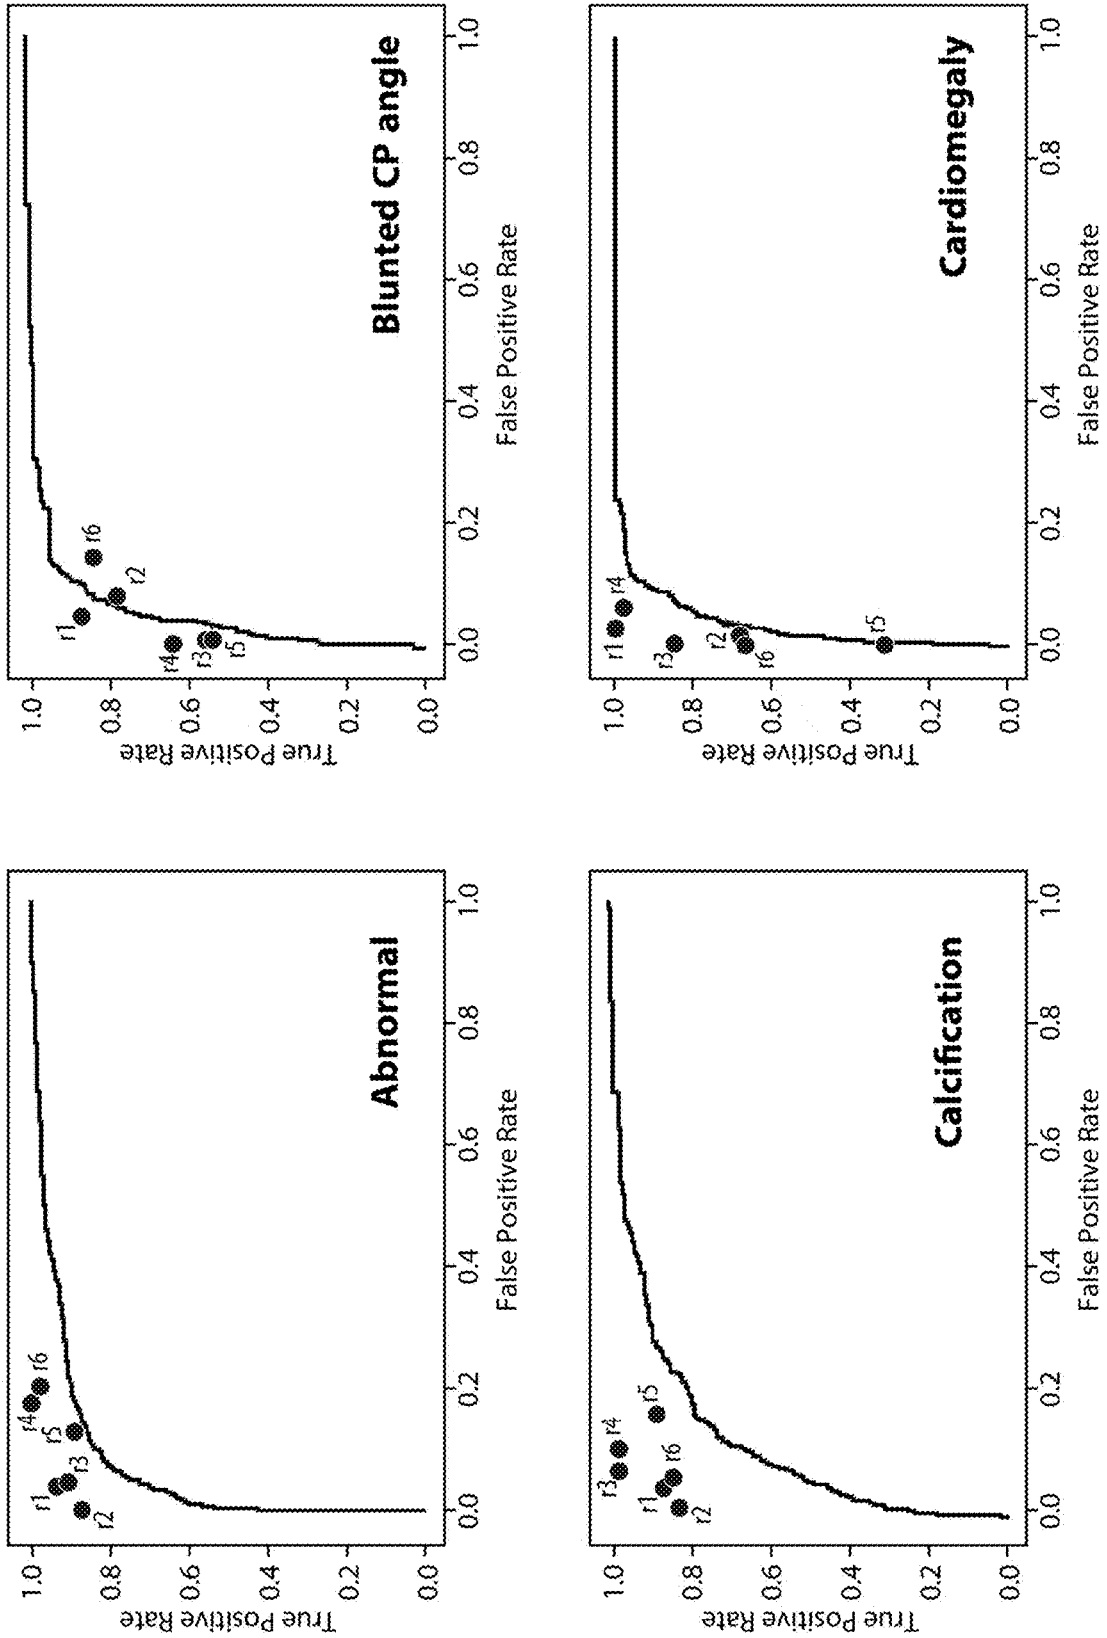 Abnormal
r1
r2
r3
r4
r5
r6
True Positive Rate
1.0
0.8
0.6
0.4
0.2
0.0
0.0
0.2
0.4
0.6
0.8
1.0
False Positive Rate
Blunted CP angle
r1
r2
r3
r4
r5
r6
True Positive Rate
1.0
0.8
0.6
0.4
0.2
0.0
0.0
0.2
0.4
0.6
0.8
1.0
False Positive Rate
Calcification
r1
r2
r3
r4
r5
r6
True Positive Rate
1.0
0.8
0.6
0.4
0.2
0.0
0.0
0.2
0.4
0.6
0.8
1.0
False Positive Rate
Cardiomegaly
r1
r2
r3
r4
r5
r6
True Positive Rate
1.0
0.8
0.6
0.4
0.2
0.0
0.0
0.2
0.4
0.6
0.8
1.0
False Positive Rate